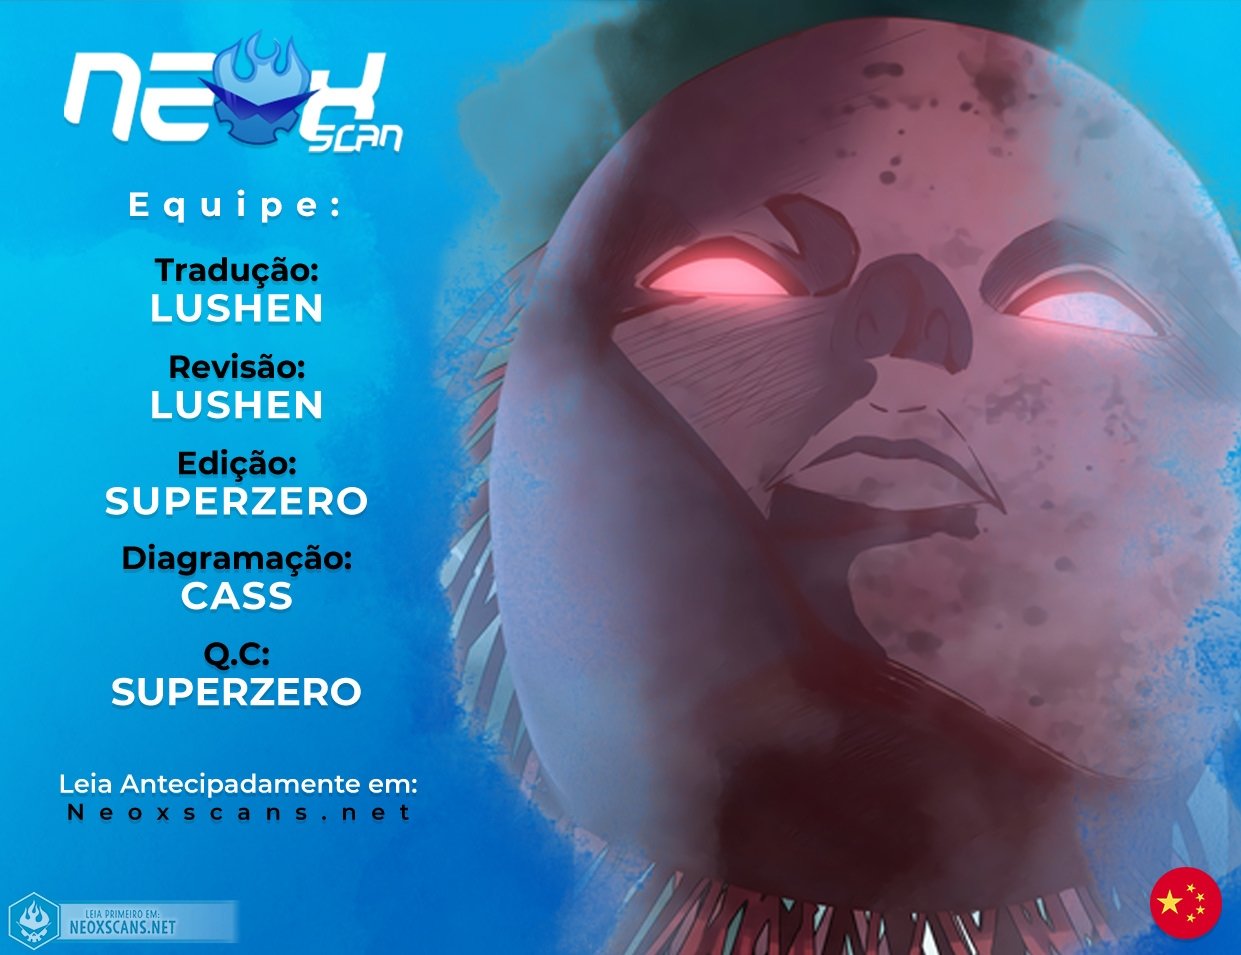 NEOX
SCAN
Equipe:
Tradução:
LUSHEN
Revisão:
LUSHEN
Edição:
SUPERZERO
Diagramação:
CASS
Q.C:
SUPERZERO
Leia Antecipadamente em:
Neoxscans.net
LEIA PRIMEIRO EM:
NEOXSCANS.NET